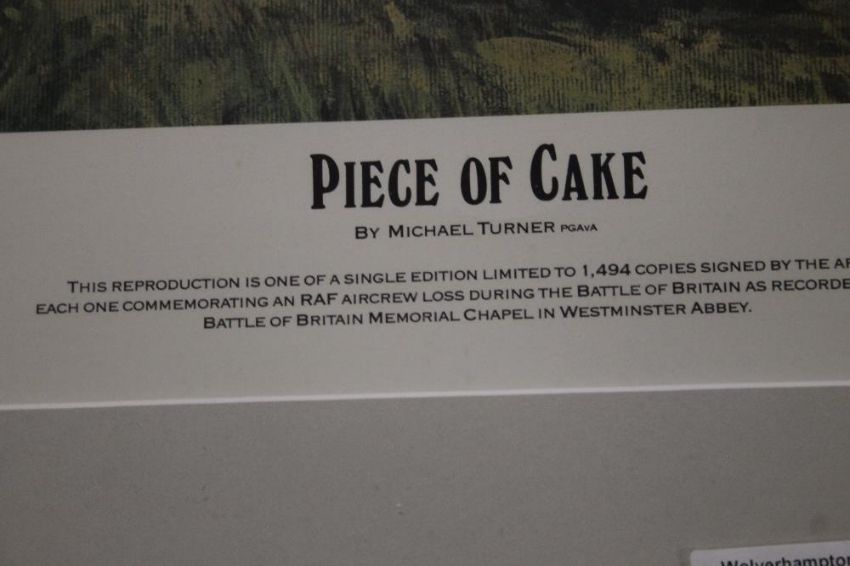 PIECE OF CAKE
BY MICHAEL TURNER PGAVA
THIS REPRODUCTION IS ONE OF A SINGLE EDITION LIMITED TO 1,494 COPIES SIGNED BY THE
EACH ONE COMMEMORATING AN RAF AIRCREW LOSS DURING THE BATTLE OF BRITAIN AS
BATTLE OF BRITAIN MEMORIAL CHAPEL IN WESTMINSTER ABBEY.